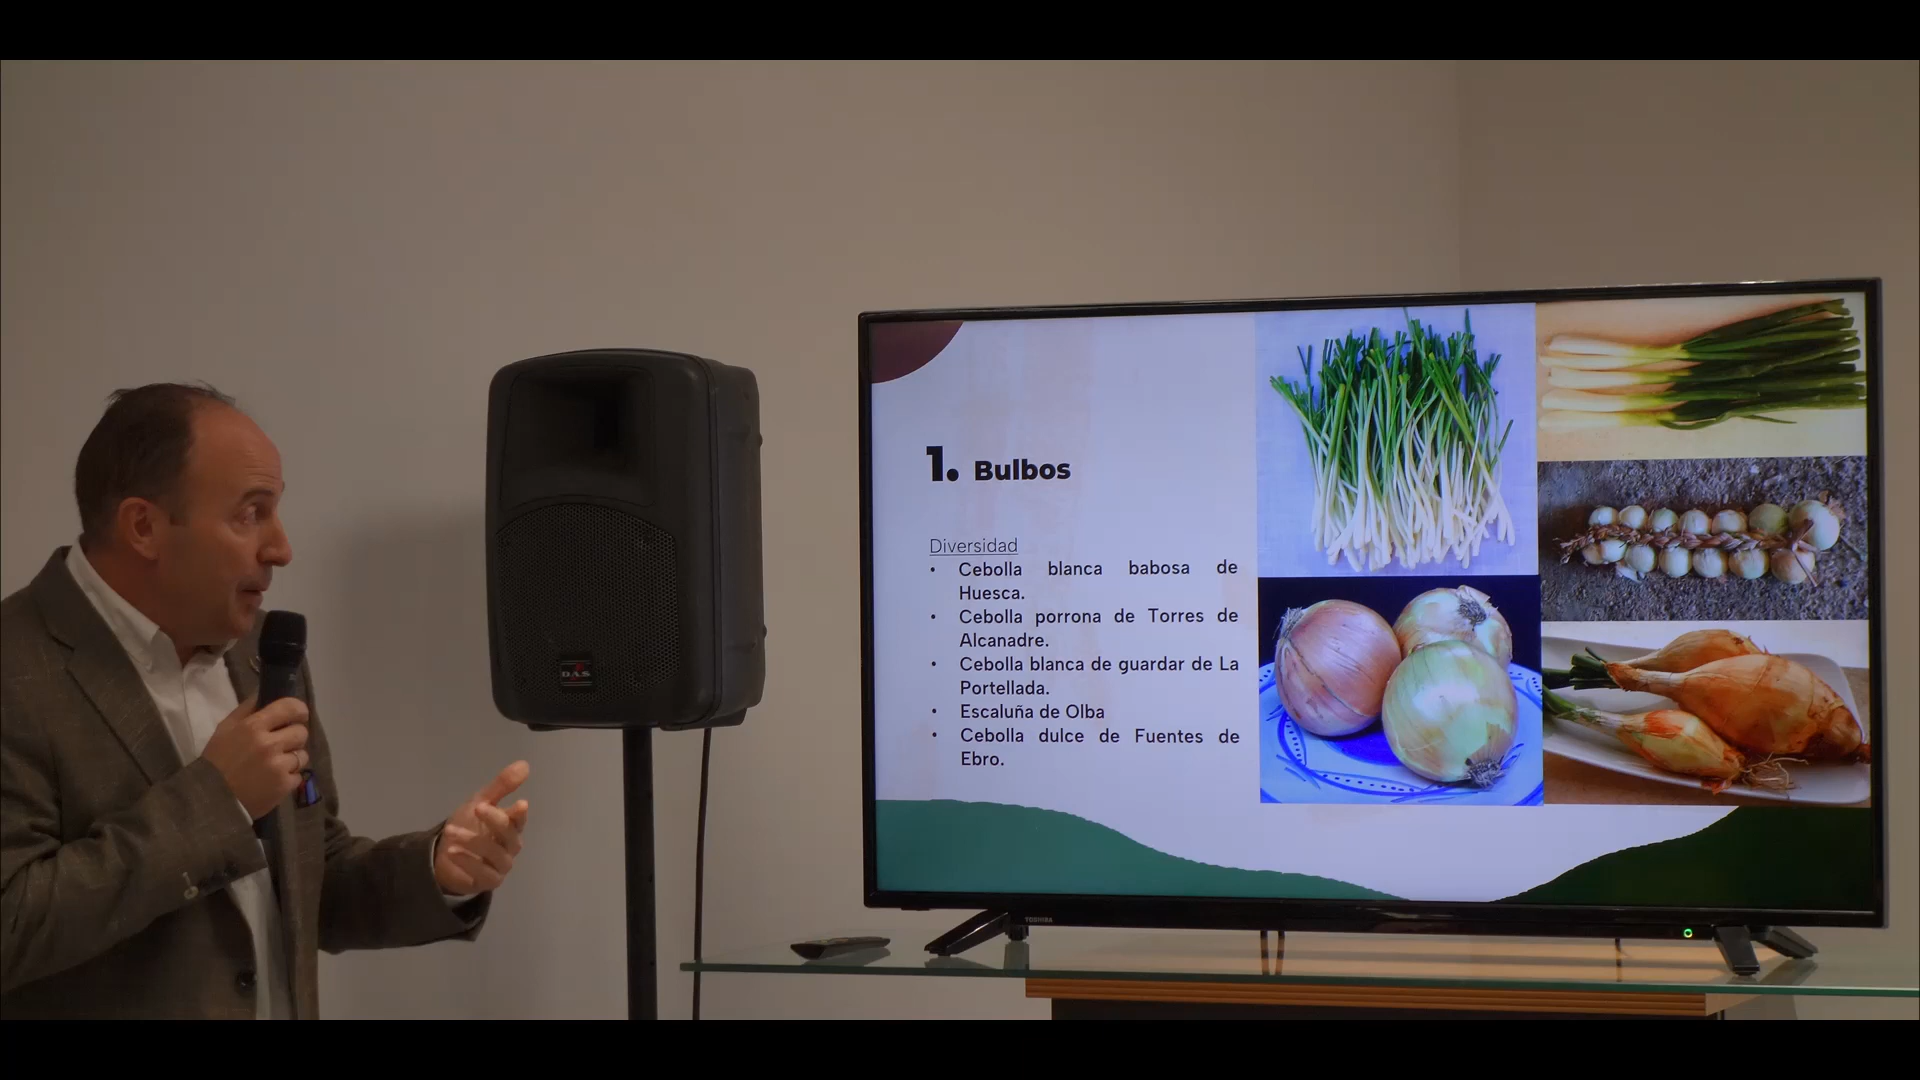 D.A.S
1. Bulbos
Diversidad
• Cebolla blanca babosa de
Huesca.
• Cebolla porrona de Torres de
Alcanadre.
• Cebolla blanca de guardar de La
Portellada.
• Escaluña de Olba
• Cebolla dulce de Fuentes de
Ebro.
TOSHIBA